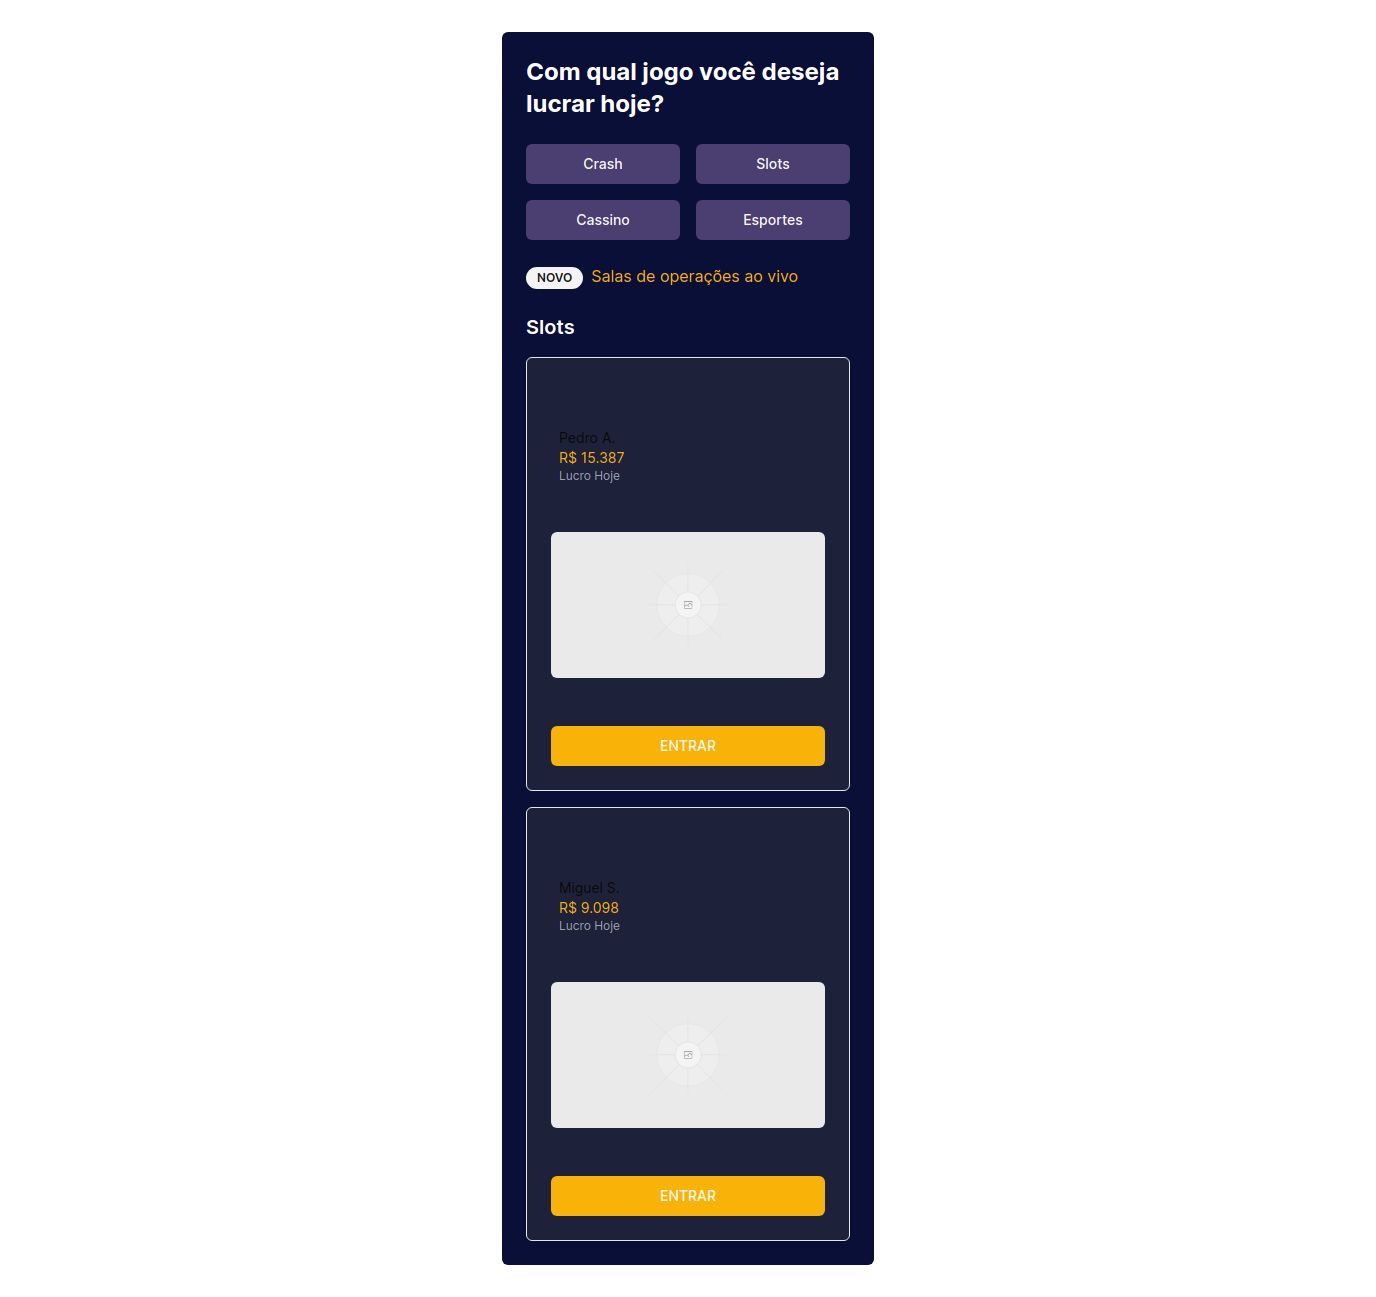 Com qual jogo você deseja
lucrar hoje?
Crash
Slots
Cassino
Esportes
NOVO Salas de operações ao vivo
Slots
Pedro A.
R$ 15.387
Lucro Hoje
ENTRAR
Miguel S.
R$ 9.098
Lucro Hoje
ENTRAR